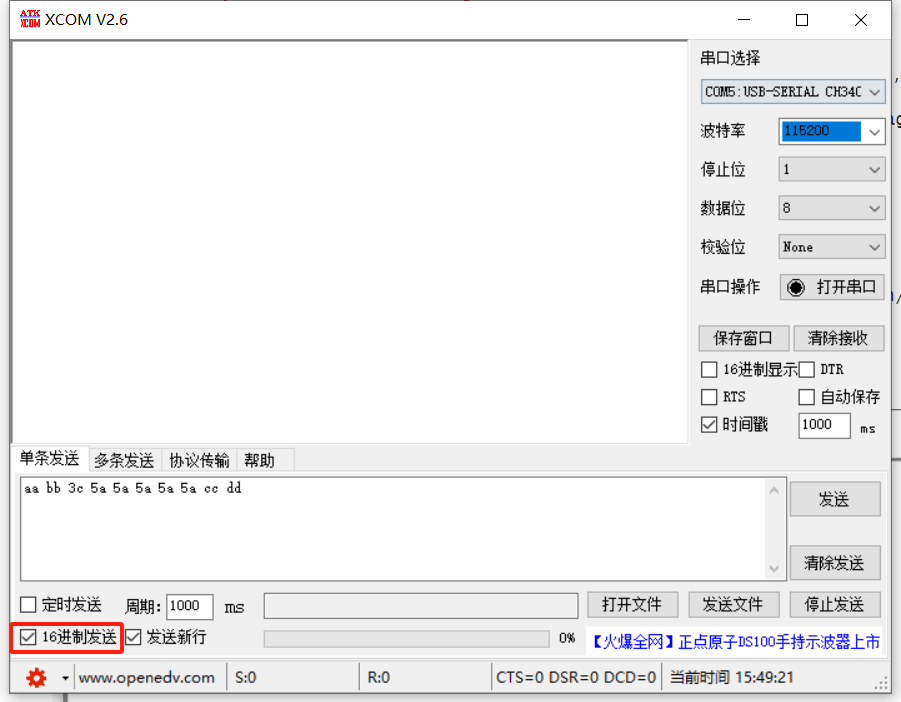 ATK XCOM XCOM V2.6
串口选择
COM5:USB-SERIAL CH340
波特率 115200
停止位 1
数据位 8
校验位 None
串口操作 打开串口
保存窗口 清除接收
16进制显示 DTR
RTS 自动保存
时间戳 1000 ms
单条发送 多条发送 协议传输 帮助
aa bb 3c 5a 5a 5a 5a 5a cc dd
发送
清除发送
定时发送 周期: 1000 ms 打开文件 发送文件 停止发送
16进制发送 发送新行 0% 【火爆全网】正点原子DS100手持示波器上市
www.openedv.com S:0 R:0 CTS=0 DSR=0 DCD=0 当前时间 15:49:21